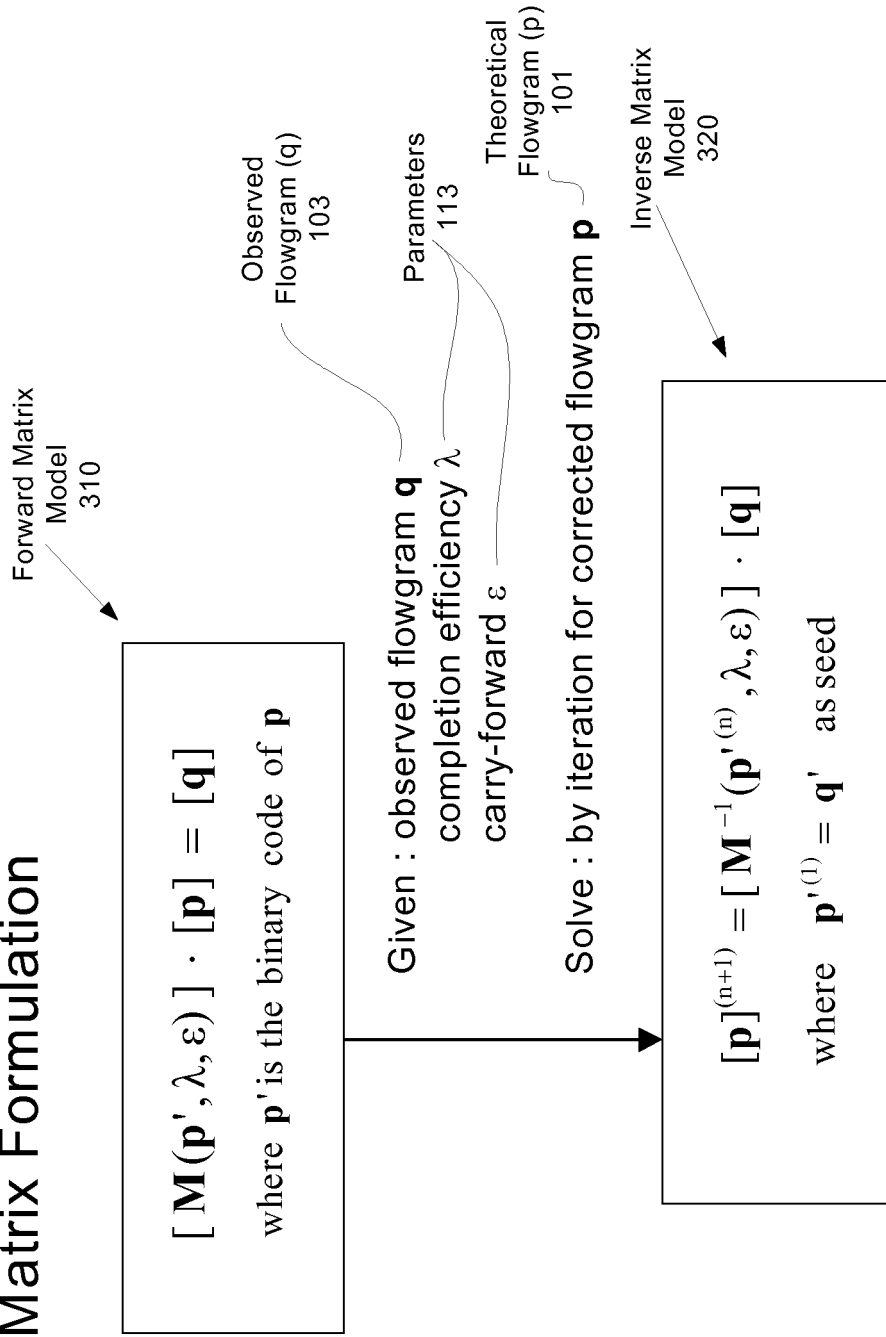 Matrix Formulation
Forward Matrix
Model
310
[ M(p',λ,ε) ] · [p] = [q]
where p' is the binary code of p
Observed
Flowgram (q)
103
Given : observed flowgram q
completion efficiency λ
carry-forward ε
Parameters
113
Theoretical
Flowgram (p)
101
Solve : by iteration for corrected flowgram p
Inverse Matrix
Model
320
[p]⁽ⁿ⁺¹⁾ = [ M⁻¹(p'⁽ⁿ⁾,λ,ε) ] · [q]
where p'⁽¹⁾ = q' as seed